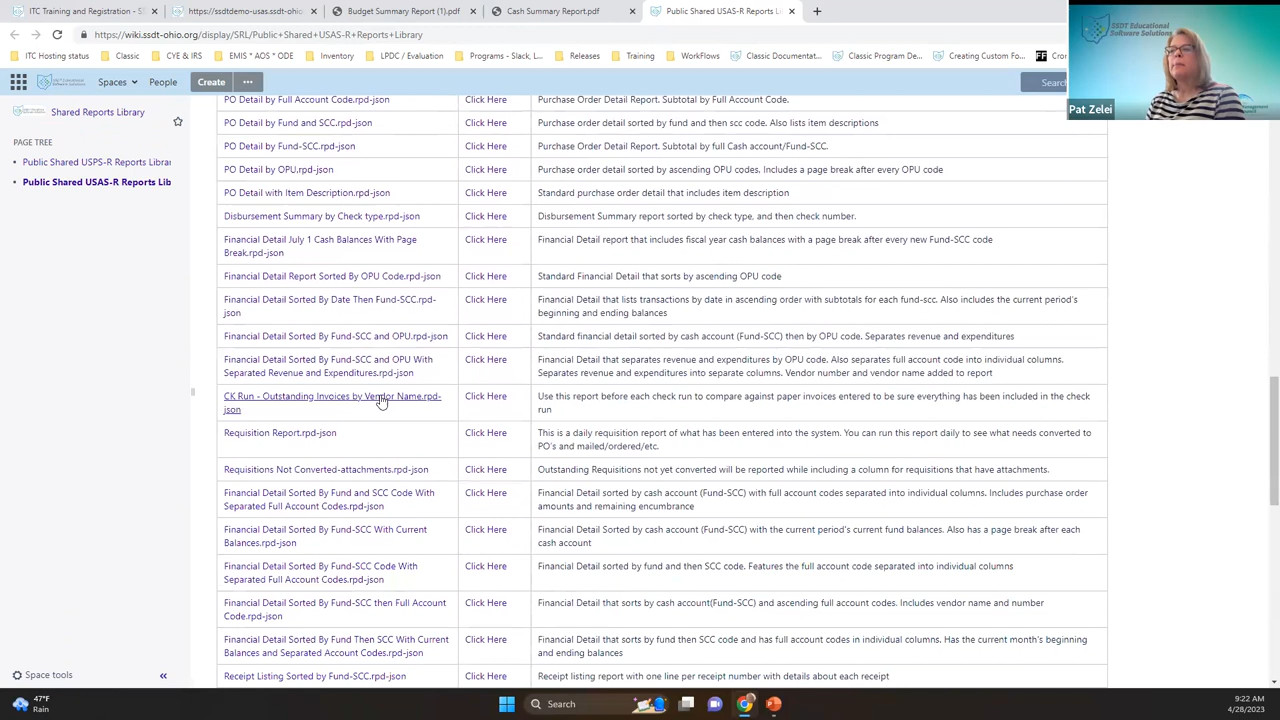 ITC Training and Registration - S
https://ssdtdemo-usas.ssdt-ohio.
Budget Summary Report (1).pdf
Cash Summary Report.pdf
Public Shared USAS-R Reports Li
https://wiki.ssdt-ohio.org/display/SRL/Public+Shared+USAS-R+Reports+Library
ITC Hosting status
Classic
CYE & IRS
EMIS * AOS * ODE
Inventory
LPDC / Evaluation
Programs - Slack, L...
Releases
Training
WorkFlows
Classic Documentat...
Classic Program De...
Creating Custom Fo...
Cron
SSDT Educational
Software Solutions
Pat Zelei
Spaces
People
Create
Search
Shared Reports Library
PAGE TREE
Public Shared USPS-R Reports Librar
Public Shared USAS-R Reports Lib
PO Detail by Full Account Code.rpd-json
Click Here
Purchase Order Detail Report. Subtotal by Full Account Code.
PO Detail by Fund and SCC.rpd-json
Click Here
Purchase order detail sorted by fund and then scc code. Also lists item descriptions
PO Detail by Fund-SCC.rpd-json
Click Here
Purchase Order Detail Report. Subtotal by full Cash account/Fund-SCC.
PO Detail by OPU.rpd-json
Click Here
Purchase order detail sorted by ascending OPU codes. Includes a page break after every OPU code
PO Detail with Item Description.rpd-json
Click Here
Standard purchase order detail that includes item description
Disbursement Summary by Check type.rpd-json
Click Here
Disbursement Summary report sorted by check type, and then check number.
Financial Detail July 1 Cash Balances With Page
Break.rpd-json
Click Here
Financial Detail report that includes fiscal year cash balances with a page break after every new Fund-SCC code
Financial Detail Report Sorted By OPU Code.rpd-json
Click Here
Standard Financial Detail that sorts by ascending OPU code
Financial Detail Sorted By Date Then Fund-SCC.rpd-
json
Click Here
Financial Detail that lists transactions by date in ascending order with subtotals for each fund-scc. Also includes the current period's
beginning and ending balances
Financial Detail Sorted By Fund-SCC and OPU.rpd-json
Click Here
Standard financial detail sorted by cash account (Fund-SCC) then by OPU code. Separates revenue and expenditures
Financial Detail Sorted By Fund-SCC and OPU With
Separated Revenue and Expenditures.rpd-json
Click Here
Financial Detail that separates revenue and expenditures by OPU code. Also separates full account code into individual columns.
Separates revenue and expenditures into separate columns. Vendor number and vendor name added to report
CK Run - Outstanding Invoices by Vendor Name.rpd-
json
Click Here
Use this report before each check run to compare against paper invoices entered to be sure everything has been included in the check
run
Requisition Report.rpd-json
Click Here
This is a daily requisition report of what has been entered into the system. You can run this report daily to see what needs converted to
PO's and mailed/ordered/etc.
Requisitions Not Converted-attachments.rpd-json
Click Here
Outstanding Requisitions not yet converted will be reported while including a column for requisitions that have attachments.
Financial Detail Sorted By Fund and SCC Code With
Separated Full Account Codes.rpd-json
Click Here
Financial Detail sorted by cash account (Fund-SCC) with full account codes separated into individual columns. Includes purchase order
amounts and remaining encumbrance
Financial Detail Sorted By Fund-SCC With Current
Balances.rpd-json
Click Here
Financial Detail Sorted by cash account (Fund-SCC) with the current period's current fund balances. Also has a page break after each
cash account
Financial Detail Sorted By Fund-SCC Code With
Separated Full Account Codes.rpd-json
Click Here
Financial Detail sorted by fund and then SCC code. Features the full account code separated into individual columns
Financial Detail Sorted By Fund-SCC then Full Account
Code.rpd-json
Click Here
Financial Detail that sorts by cash account(Fund-SCC) and ascending full account codes. Includes vendor name and number
Financial Detail Sorted By Fund Then SCC With Current
Balances and Separated Account Codes.rpd-json
Click Here
Financial Detail that sorts by fund then SCC code and has full account codes in individual columns. Has the current month's beginning
and ending balances
Receipt Listing Sorted by Fund-SCC.rpd-json
Click Here
Receipt listing report with one line per receipt number with details about each receipt
Space tools
47°F
Rain
Search
9:22 AM
4/28/2023